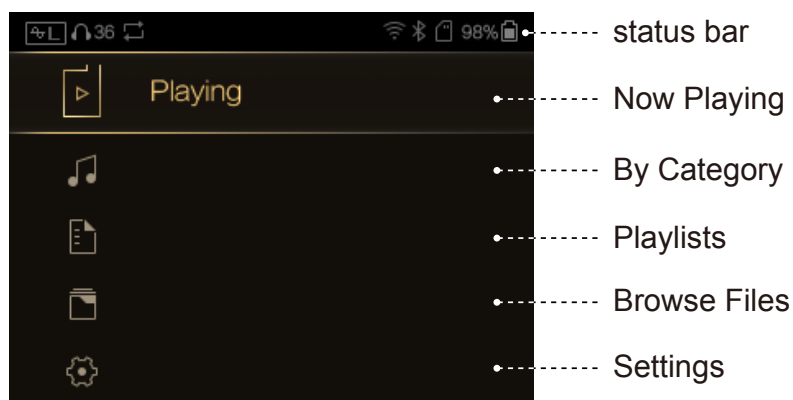 L 36 98% status bar
Playing Now Playing
By Category
Playlists
Browse Files
Settings